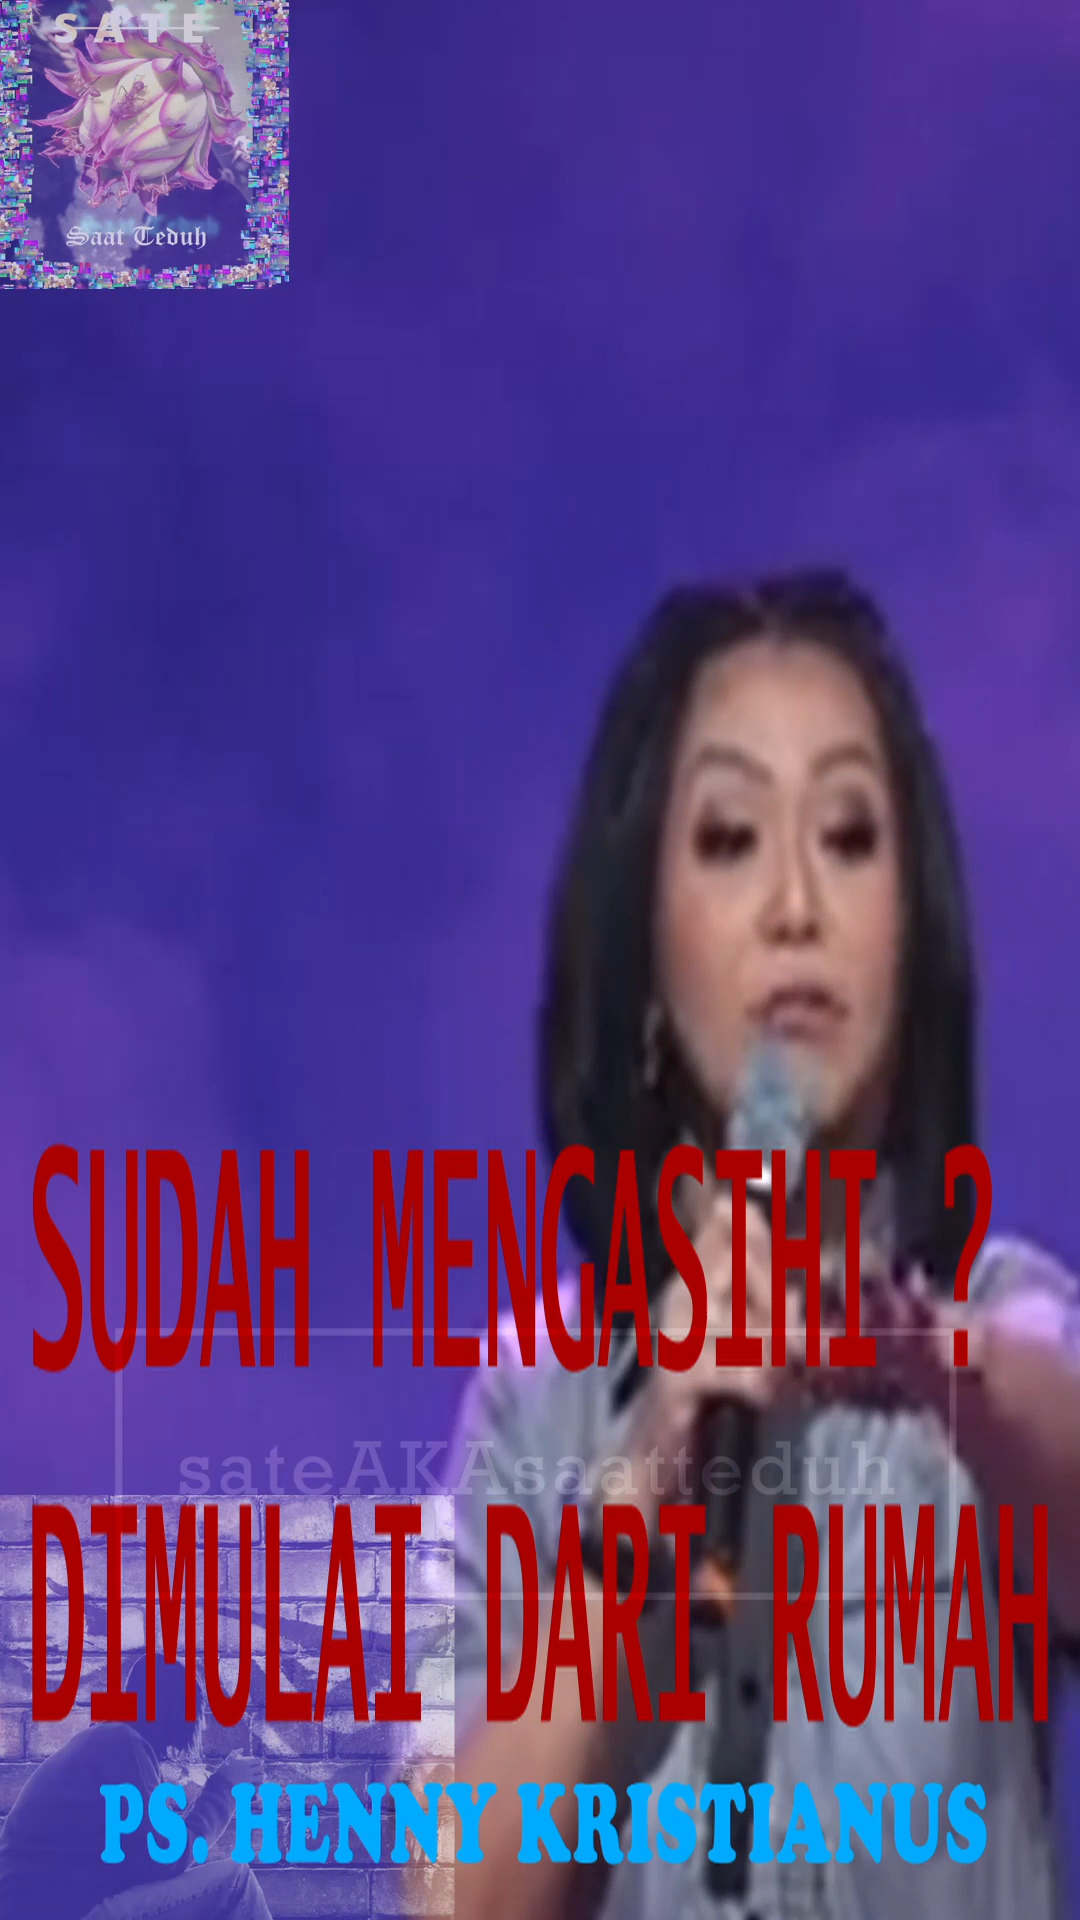 SATE
Saat Teduh
SUDAH MENGASIHI ?
sateAKAsaatteduh
DIMULAI DARI RUMAH
PS. HENNY KRISTIANUS